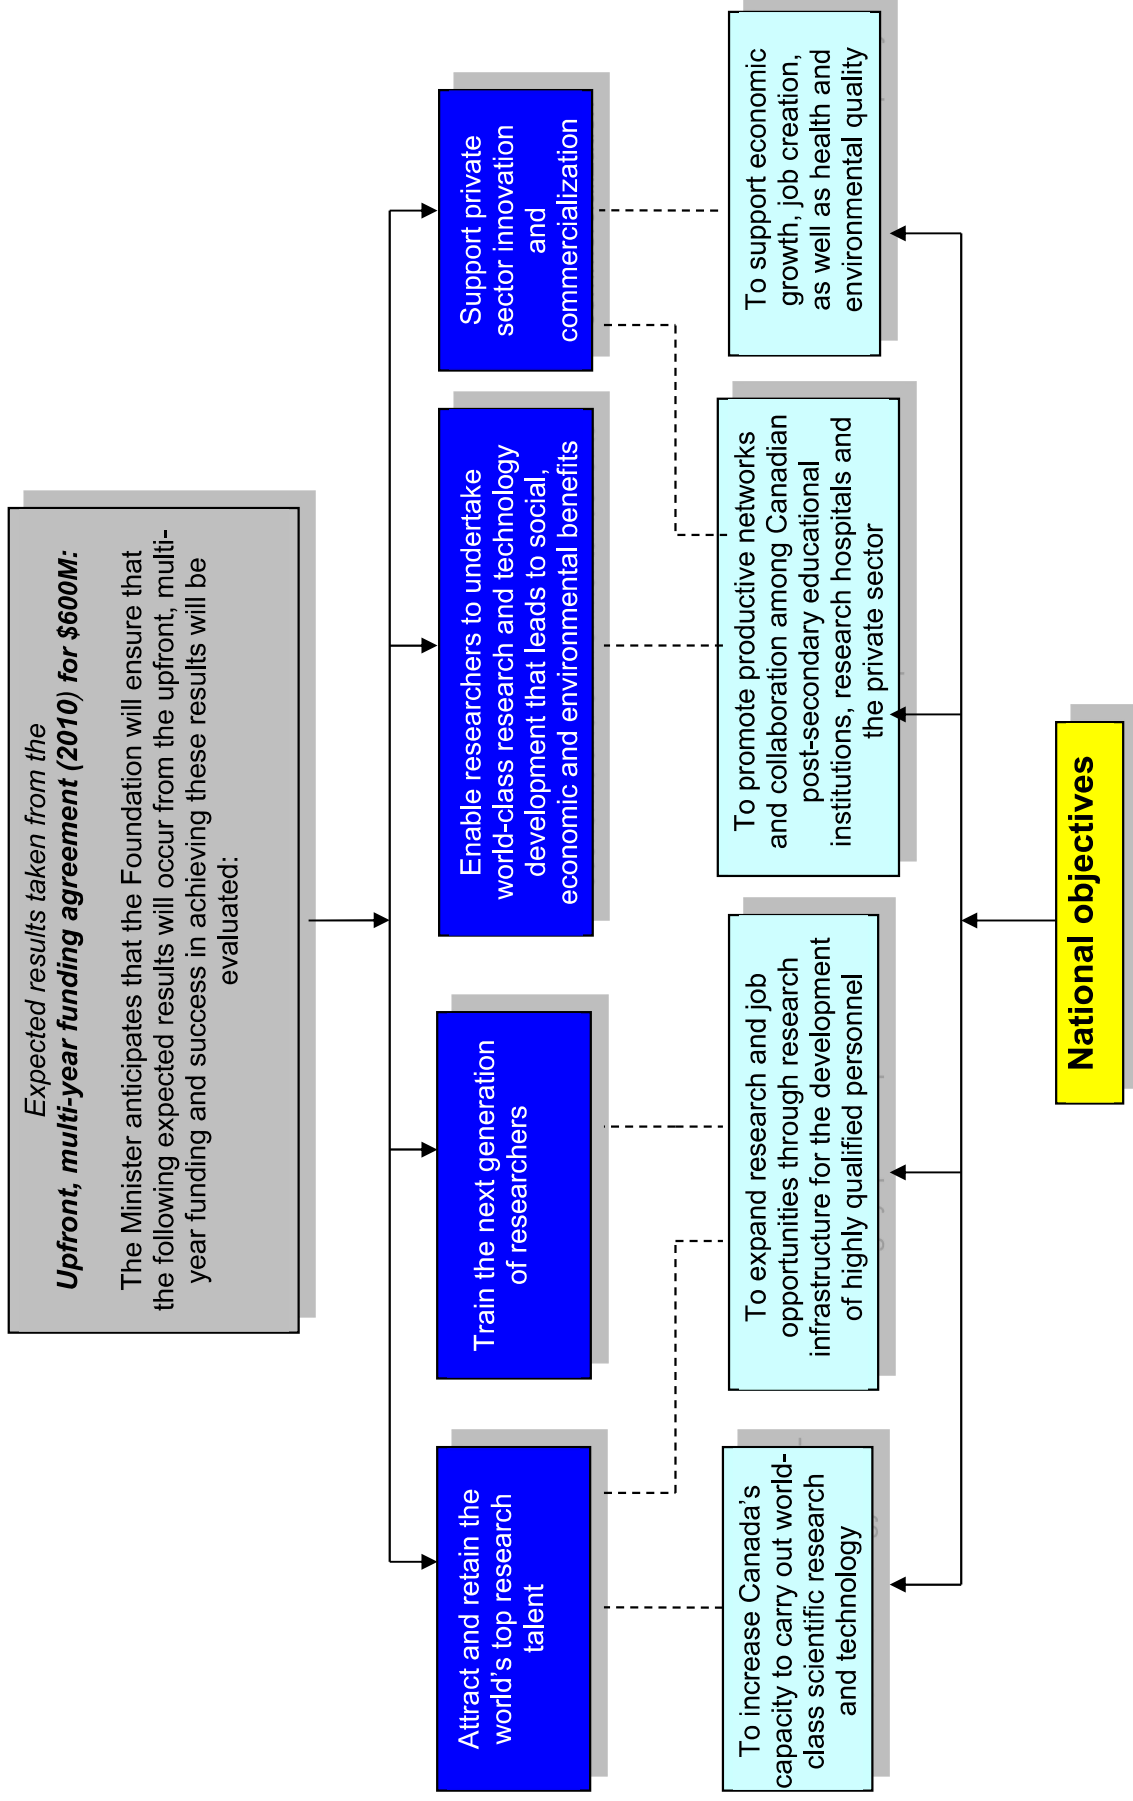 Expected results taken from the
Upfront, multi-year funding agreement (2010) for $600M:
The Minister anticipates that the Foundation will ensure that
the following expected results will occur from the upfront, multi-
year funding and success in achieving these results will be
evaluated:
Attract and retain the
world's top research
talent
Train the next generation
of researchers
Enable researchers to undertake
world-class research and technology
development that leads to social,
economic and environmental benefits
Support private
sector innovation
and
commercialization
To increase Canada's
capacity to carry out world-
class scientific research
and technology
To expand research and job
opportunities through research
infrastructure for the development
of highly qualified personnel
To promote productive networks
and collaboration among Canadian
post-secondary educational
institutions, research hospitals and
the private sector
To support economic
growth, job creation,
as well as health and
environmental quality
National objectives